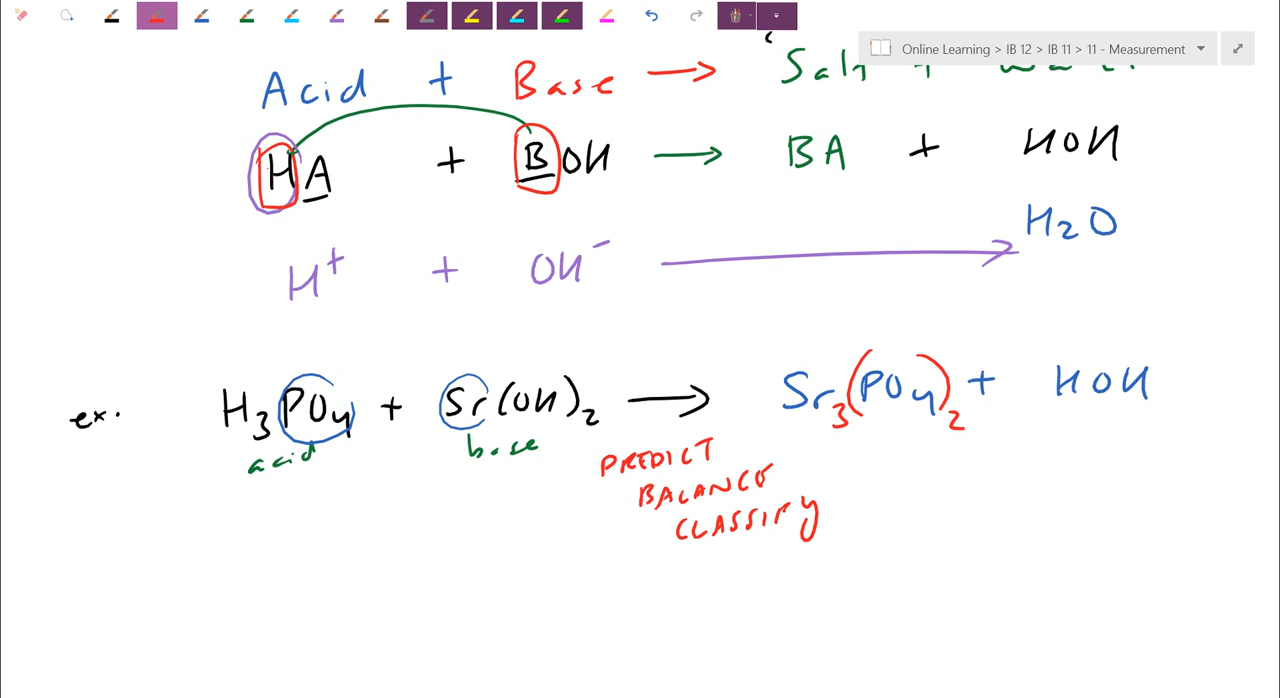 Online Learning > IB 12 > IB 11 > 11 - Measurement
Acid + Base → Salt +
HA + BOH → BA + HOH
H₂O
H⁺ + OH⁻ →
ex. H₃PO₄ + Sr(OH)₂ → Sr₃(PO₄)₂ + HOH
acid base
PREDICT
BALANCE
CLASSIFY